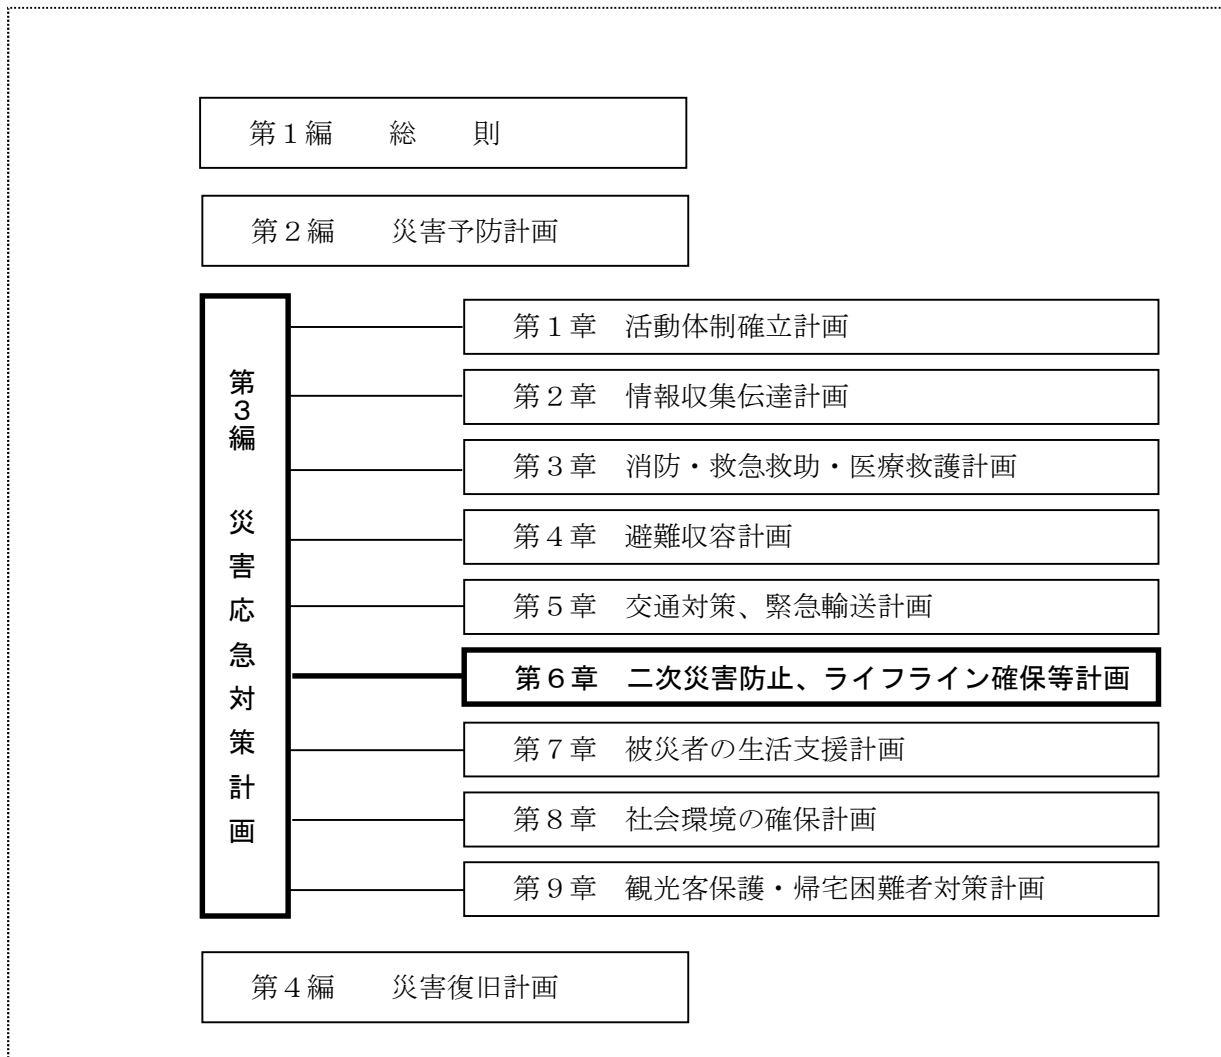 第１編　　総　　則
第２編　　災害予防計画
第３編　災害応急対策計画
第１章　活動体制確立計画
第２章　情報収集伝達計画
第３章　消防・救急救助・医療救護計画
第４章　避難収容計画
第５章　交通対策、緊急輸送計画
第６章　二次災害防止、ライフライン確保等計画
第７章　被災者の生活支援計画
第８章　社会環境の確保計画
第９章　観光客保護・帰宅困難者対策計画
第４編　　災害復旧計画